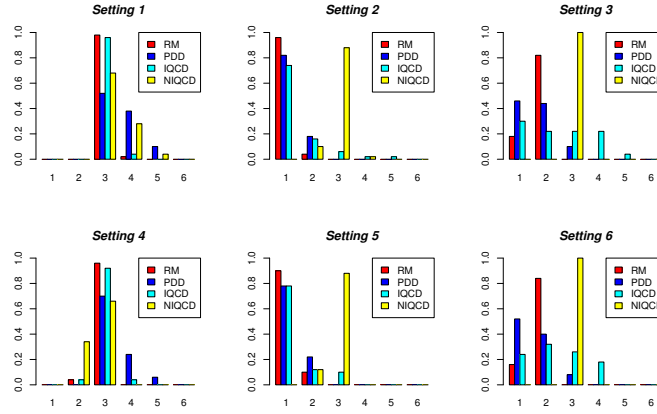 Setting 1
1.0
0.8
0.6
0.4
0.2
0.0
RM
PDD
IQCD
NIQCD
1 2 3 4 5 6
Setting 2
1.0
0.8
0.6
0.4
0.2
0.0
RM
PDD
IQCD
NIQCD
1 2 3 4 5 6
Setting 3
1.0
0.8
0.6
0.4
0.2
0.0
RM
PDD
IQCD
NIQCD
1 2 3 4 5 6
Setting 4
1.0
0.8
0.6
0.4
0.2
0.0
RM
PDD
IQCD
NIQCD
1 2 3 4 5 6
Setting 5
1.0
0.8
0.6
0.4
0.2
0.0
RM
PDD
IQCD
NIQCD
1 2 3 4 5 6
Setting 6
1.0
0.8
0.6
0.4
0.2
0.0
RM
PDD
IQCD
NIQCD
1 2 3 4 5 6